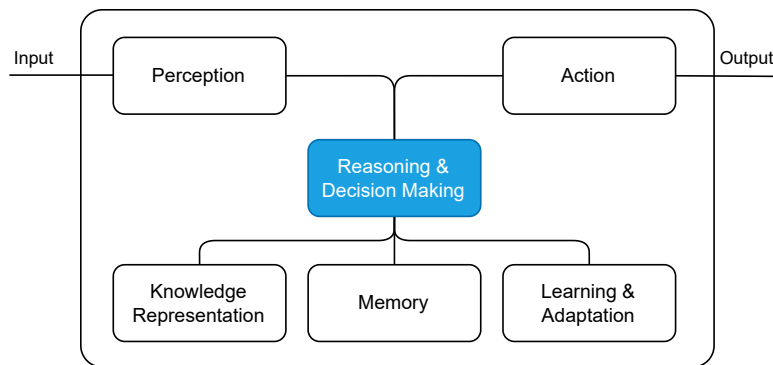 Input
Perception
Action
Output
Reasoning &
Decision Making
Knowledge
Representation
Memory
Learning &
Adaptation